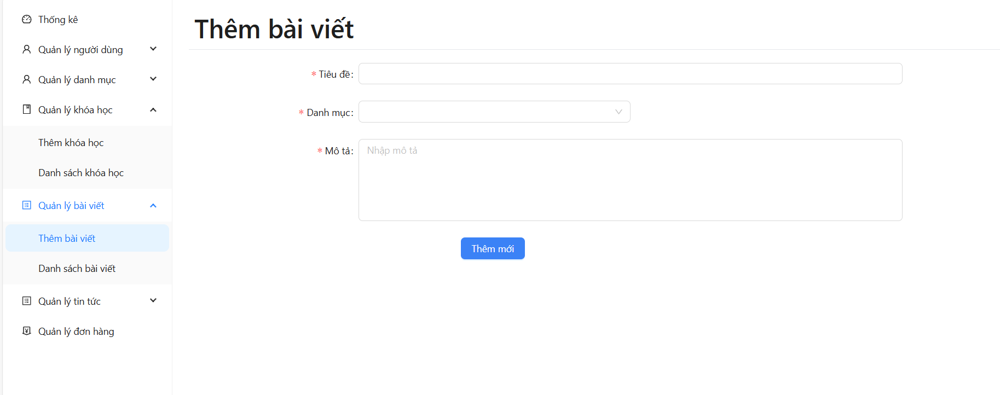 Thống kê
Quản lý người dùng
Quản lý danh mục
Quản lý khóa học
Thêm khóa học
Danh sách khóa học
Quản lý bài viết
Thêm bài viết
Danh sách bài viết
Quản lý tin tức
Quản lý đơn hàng
Thêm bài viết
* Tiêu đề:
* Danh mục:
* Mô tả:
Nhập mô tả
Thêm mới